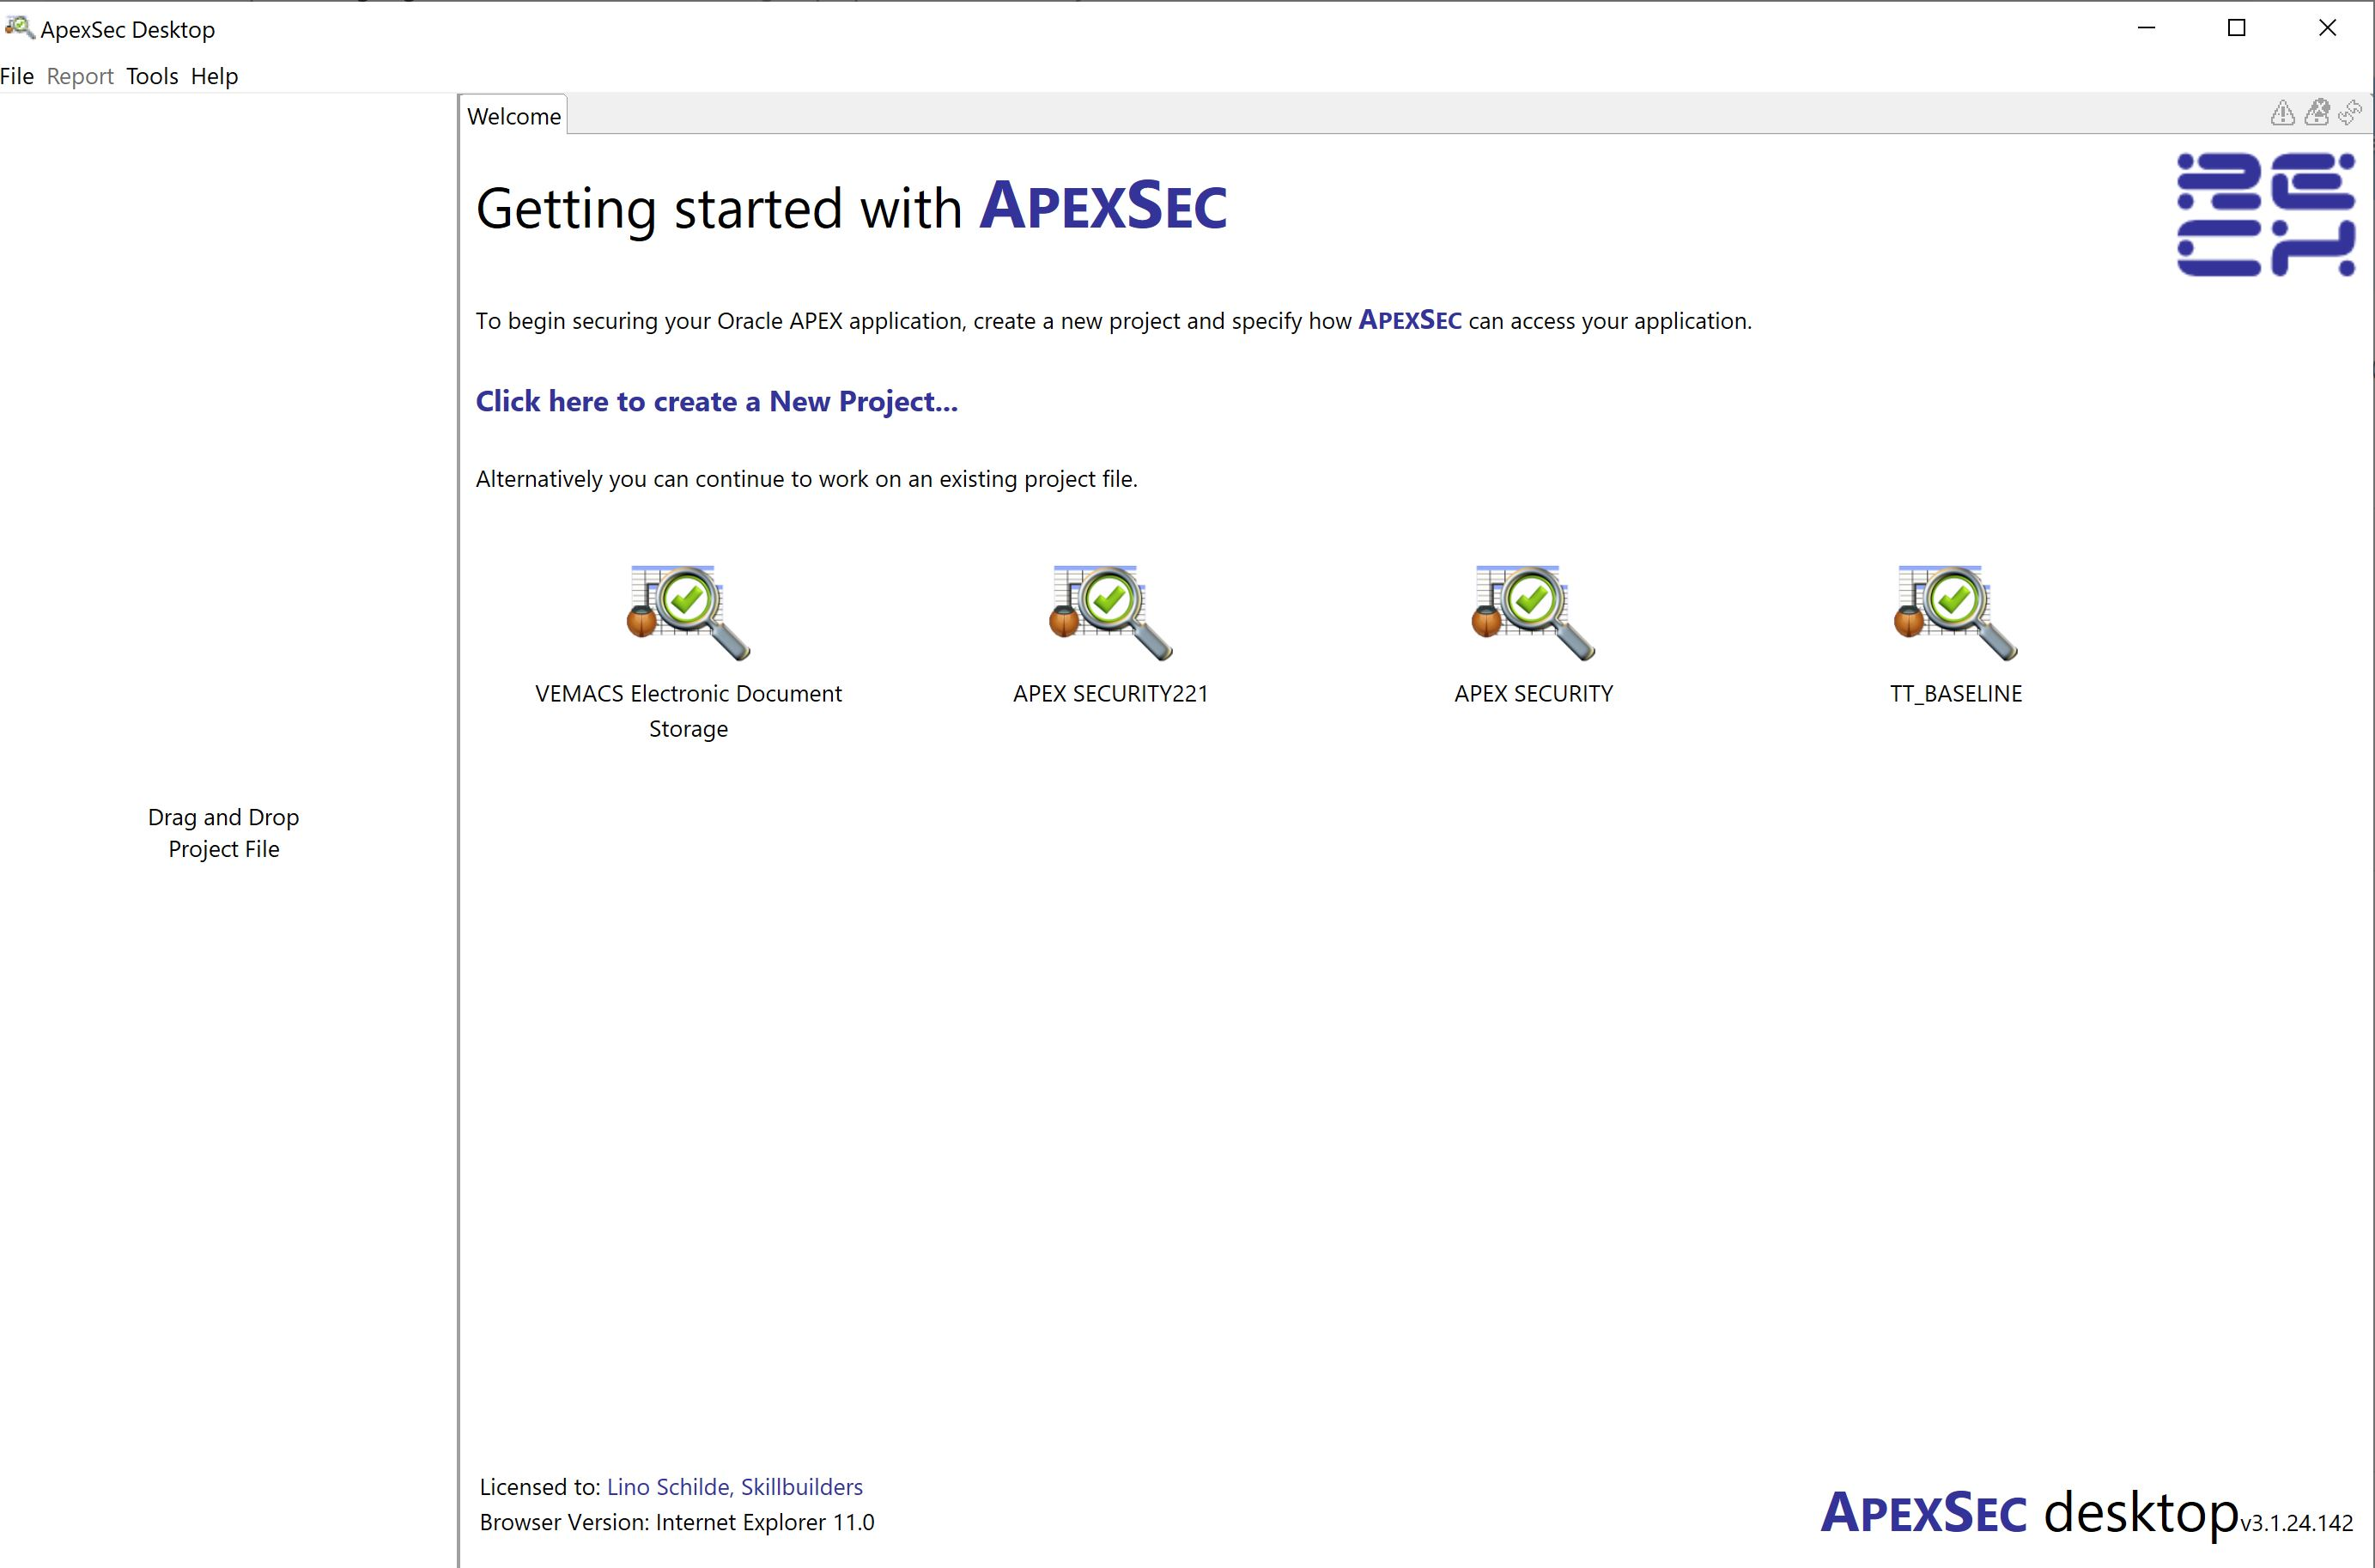 ApexSec Desktop
File Report Tools Help
Welcome
Getting started with APEXSEC
To begin securing your Oracle APEX application, create a new project and specify how APEXSEC can access your application.
Click here to create a New Project...
Alternatively you can continue to work on an existing project file.
VEMACS Electronic Document
Storage
APEX SECURITY221
APEX SECURITY
TT_BASELINE
Drag and Drop
Project File
Licensed to: Lino Schilde, Skillbuilders
Browser Version: Internet Explorer 11.0
APEXSEC desktopv3.1.24.142